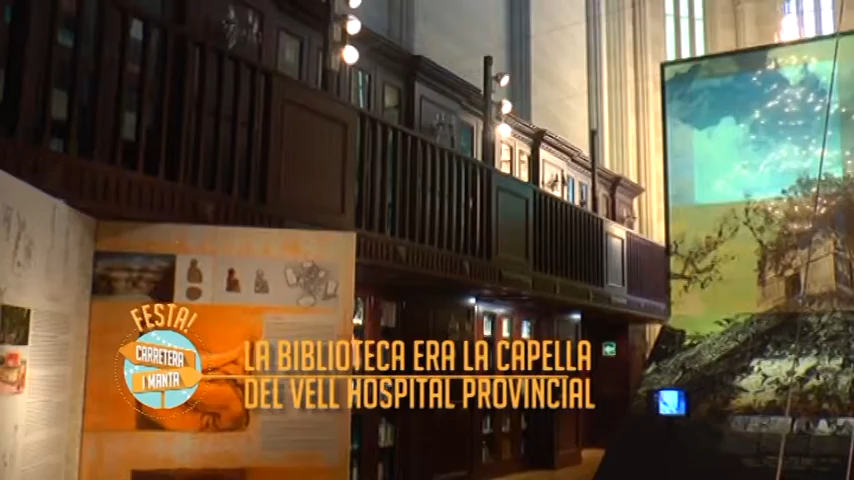 FESTA!
CARRETERA
I MANTA
LA BIBLIOTECA ERA LA CAPELLA
DEL VELL HOSPITAL PROVINCIAL